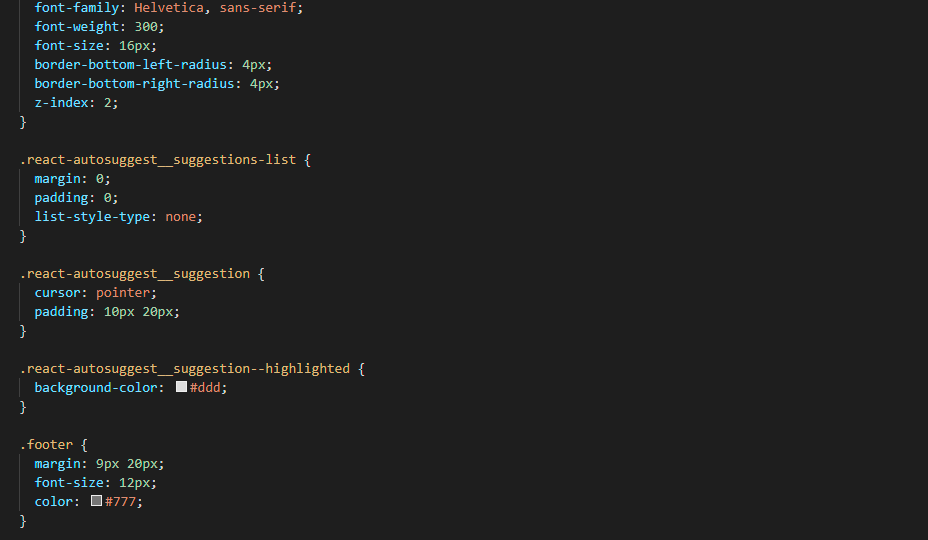 font-family: Helvetica, sans-serif;
font-weight: 300;
font-size: 16px;
border-bottom-left-radius: 4px;
border-bottom-right-radius: 4px;
z-index: 2;
}
.react-autosuggest__suggestions-list {
margin: 0;
padding: 0;
list-style-type: none;
}
.react-autosuggest__suggestion {
cursor: pointer;
padding: 10px 20px;
}
.react-autosuggest__suggestion--highlighted {
background-color: #ddd;
}
.footer {
margin: 9px 20px;
font-size: 12px;
color: #777;
}